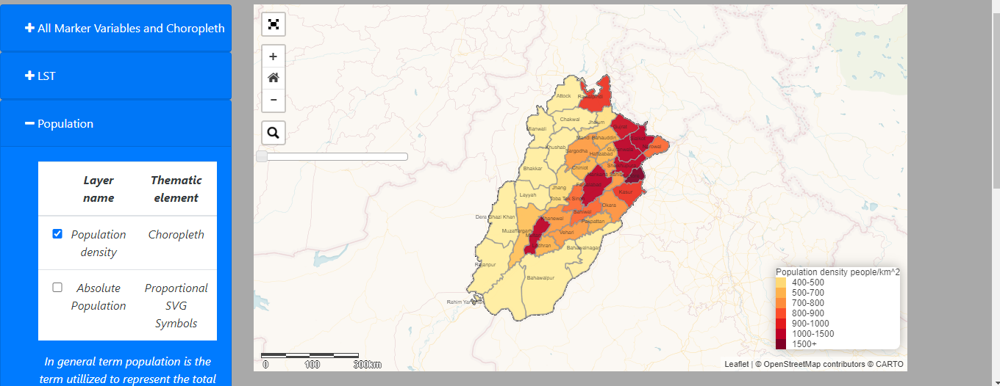 All Marker Variables and Choropleth
LST
Population
Layer name
Thematic element
Population density
Choropleth
Absolute Population
Proportional SVG Symbols
In general term population is the
term utillized to represent the total
+
−
Attock
Rawalpindi
Chakwal
Jhelum
Mianwali
Gujrat
Khushab
Mandi Bahauddin
Sargodha
Hafizabad
Narowal
Bhakkar
Chiniot
Nankana Sahib
Faisalabad
Jhang
Kasur
Layyah
Toba Tek Singh
Okara
Sahiwal
Dera Ghazi Khan
Khanewal
Pakpattan
Muzaffargarh
Multan
Vehari
Lodhran
Bahawalnagar
Rajanpur
Bahawalpur
Rahim Yar Khan
Population density people/km^2
400-500
500-700
700-800
800-900
900-1000
1000-1500
1500+
0 100 300km
Leaflet | © OpenStreetMap contributors © CARTO